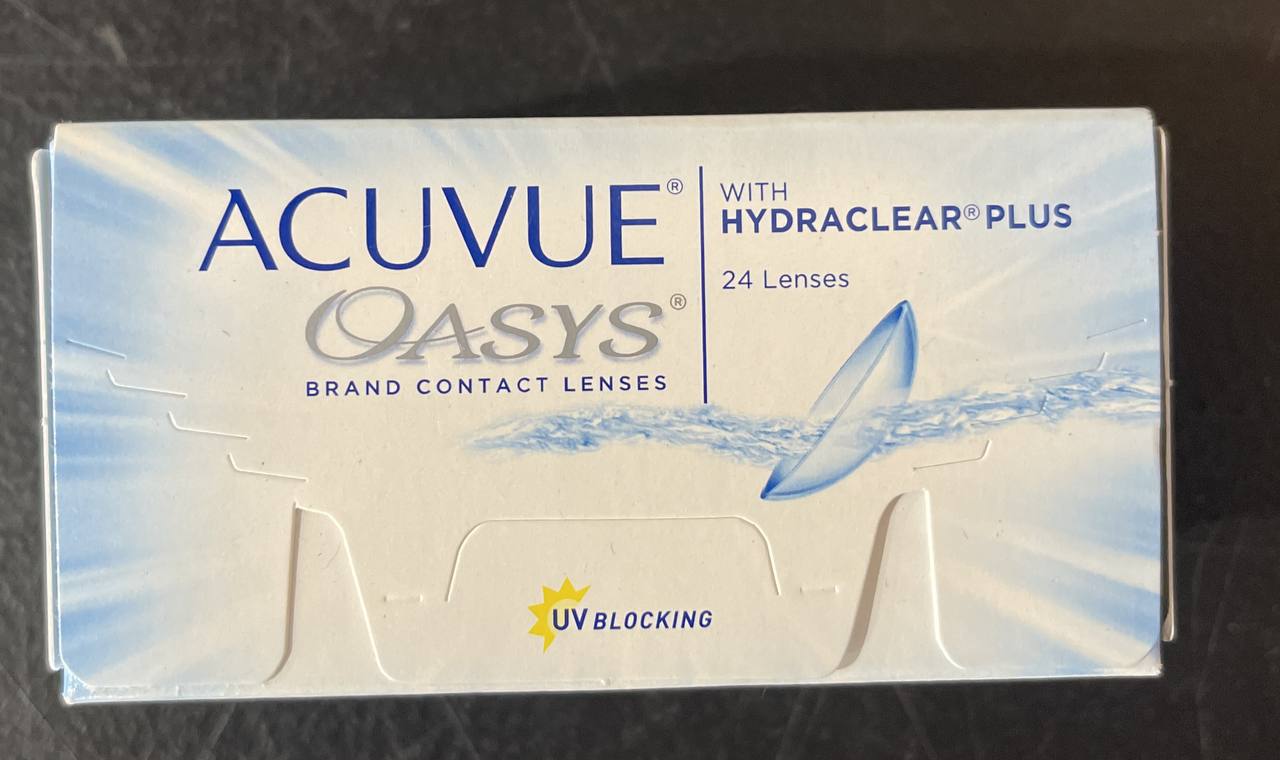 ACUVUE®
OASYS®
BRAND CONTACT LENSES
WITH
HYDRACLEAR® PLUS
24 Lenses
UV BLOCKING